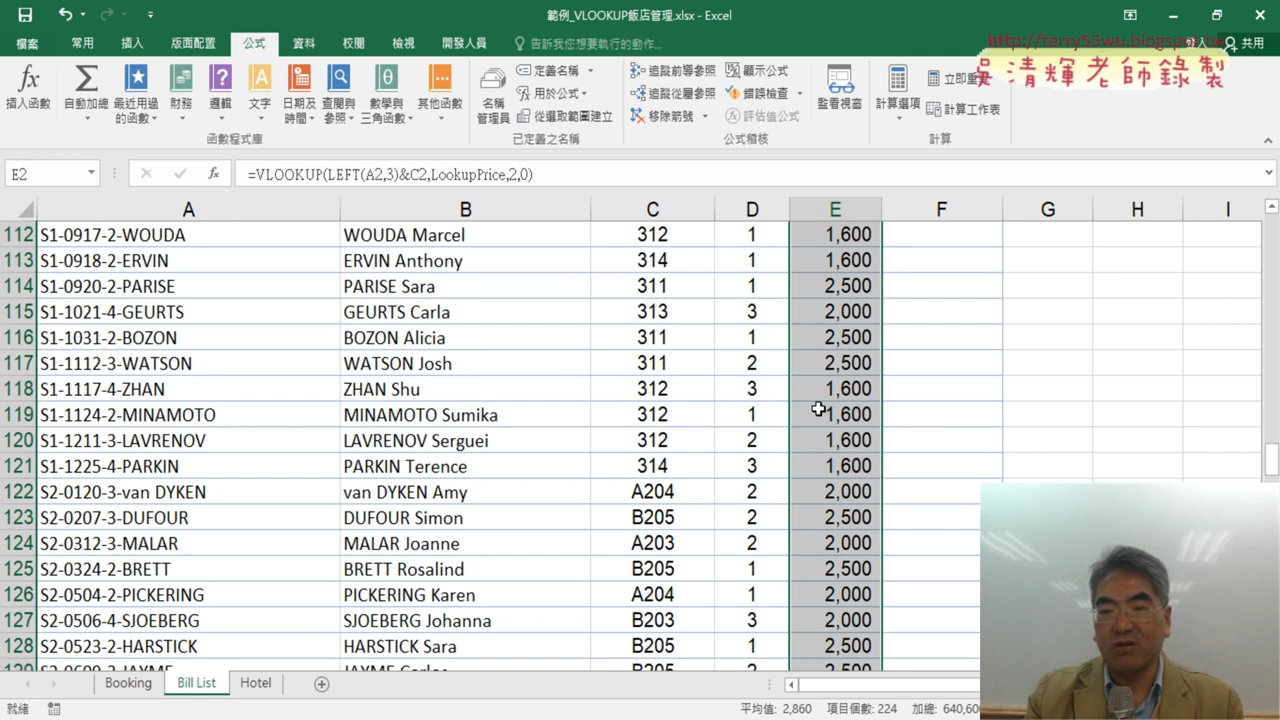 範例_VLOOKUP飯店管理.xlsx - Excel
http://terry55wu.blogspot.tw
吳清輝老師錄製
檔案 常用 插入 版面配置 公式 資料 校閱 檢視 開發人員 告訴我您想要執行的動作... 共用
fx Σ θ
插入函數 自動加總 最近用過的函數 財務 邏輯 文字 日期及時間 查閱與參照 數學與三角函數 其他函數
函數程式庫
名稱管理員 定義名稱 用於公式 從選取範圍建立
已定義之名稱
追蹤前導參照 顯示公式
追蹤從屬參照 錯誤檢查
移除箭號 評估值公式
公式稽核
監看視窗
計算選項 立即重 計算工作表
計算
E2 fx =VLOOKUP(LEFT(A2,3)&C2,LookupPrice,2,0)
A B C D E F G H I
112 S1-0917-2-WOUDA WOUDA Marcel 312 1 1,600
113 S1-0918-2-ERVIN ERVIN Anthony 314 1 1,600
114 S1-0920-2-PARISE PARISE Sara 311 1 2,500
115 S1-1021-4-GEURTS GEURTS Carla 313 3 2,000
116 S1-1031-2-BOZON BOZON Alicia 311 1 2,500
117 S1-1112-3-WATSON WATSON Josh 311 2 2,500
118 S1-1117-4-ZHAN ZHAN Shu 312 3 1,600
119 S1-1124-2-MINAMOTO MINAMOTO Sumika 312 1 1,600
120 S1-1211-3-LAVRENOV LAVRENOV Serguei 312 2 1,600
121 S1-1225-4-PARKIN PARKIN Terence 314 3 1,600
122 S2-0120-3-van DYKEN van DYKEN Amy A204 2 2,000
123 S2-0207-3-DUFOUR DUFOUR Simon B205 2 2,500
124 S2-0312-3-MALAR MALAR Joanne A203 2 2,000
125 S2-0324-2-BRETT BRETT Rosalind B205 1 2,500
126 S2-0504-2-PICKERING PICKERING Karen A204 1 2,000
127 S2-0506-4-SJOEBERG SJOEBERG Johanna B203 3 2,000
128 S2-0523-2-HARSTICK HARSTICK Sara B205 1 2,500
Booking Bill List Hotel
就緒 平均值: 2,860 項目個數: 224 加總: 640,60